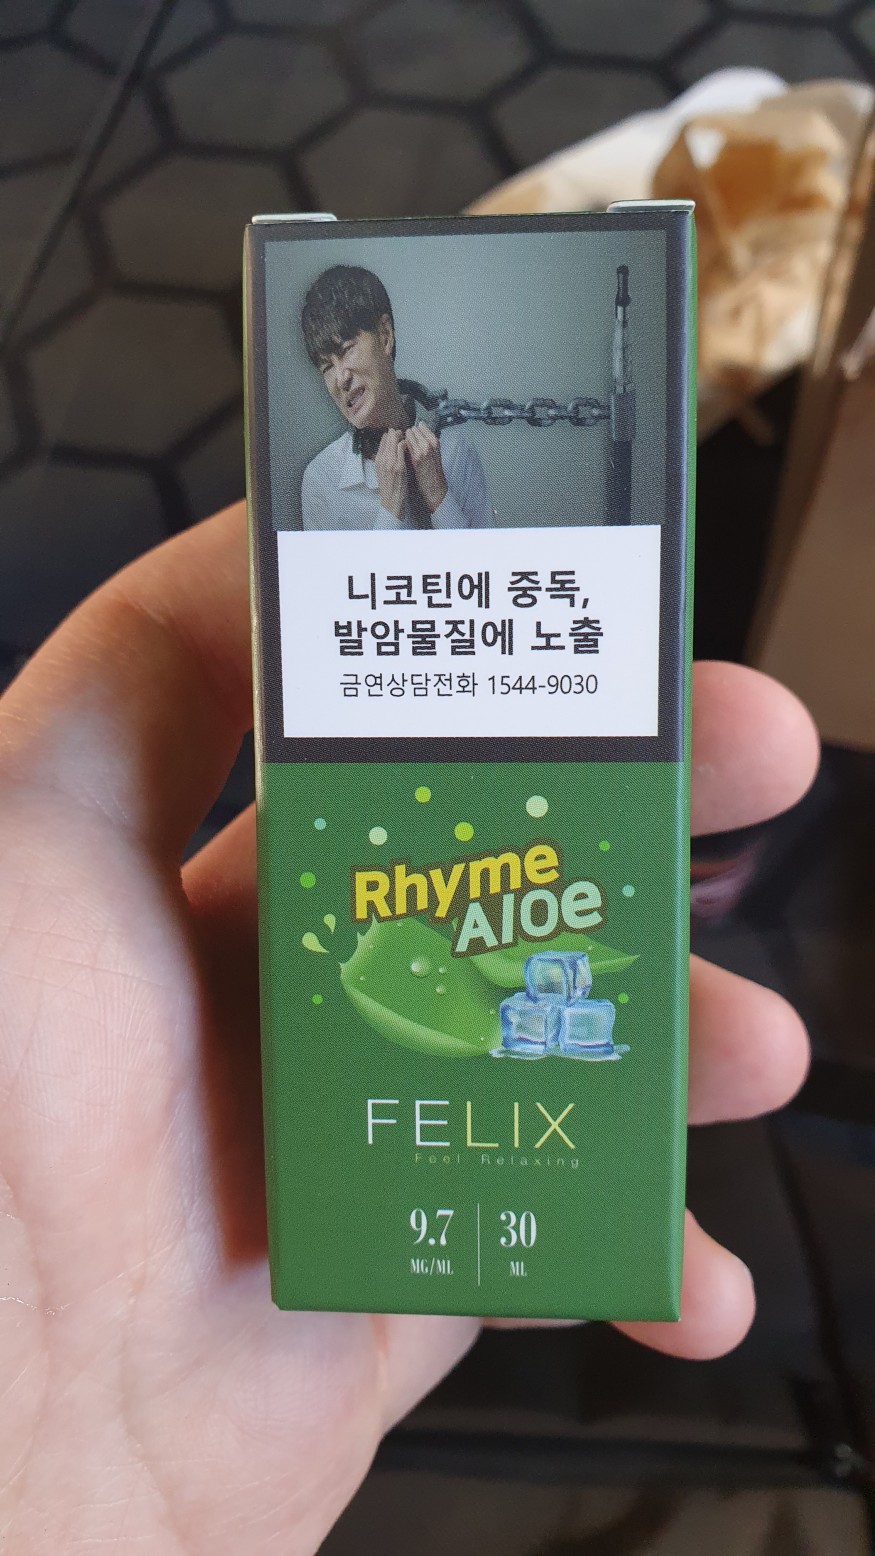 니코틴에 중독,
발암물질에 노출
금연상담전화 1544-9030
Rhyme
Aloe
FELIX
Feel Relaxing
9.7 30
MG/ML ML